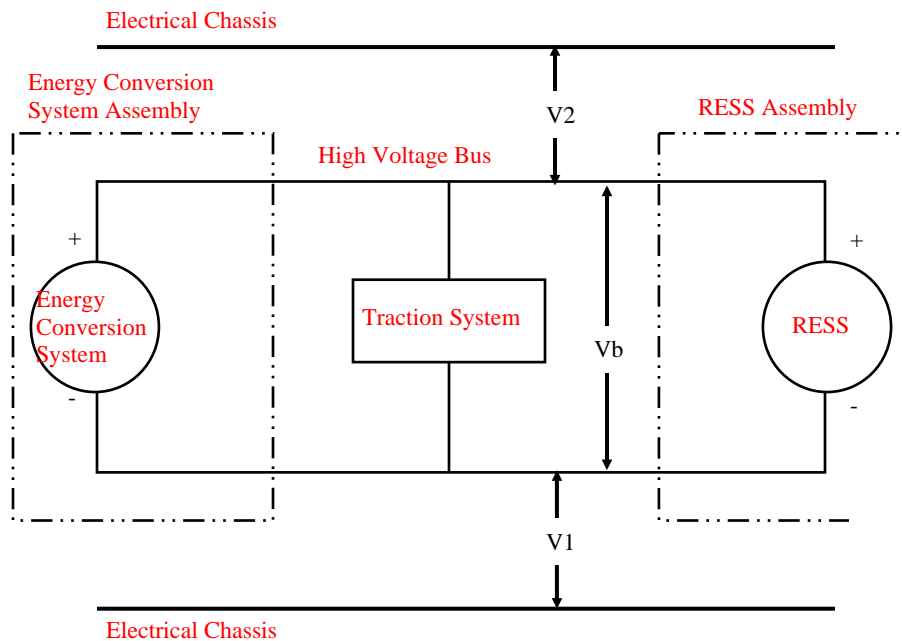 Electrical Chassis
Energy Conversion
System Assembly
V2
RESS Assembly
High Voltage Bus
+
+
Energy
Conversion
System
Traction System
RESS
Vb
-
-
V1
Electrical Chassis